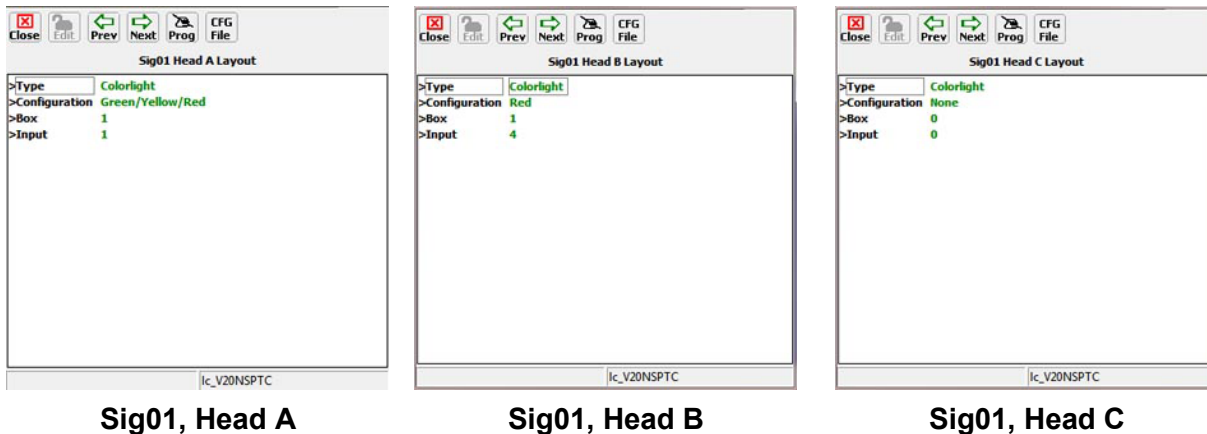 Close Edit Prev Next Prog CFG File
Sig01 Head A Layout
>Type Colorlight
>Configuration Green/Yellow/Red
>Box 1
>Input 1
lc_V20NSPTC
Sig01, Head A
Close Edit Prev Next Prog CFG File
Sig01 Head B Layout
>Type Colorlight
>Configuration Red
>Box 1
>Input 4
lc_V20NSPTC
Sig01, Head B
Close Edit Prev Next Prog CFG File
Sig01 Head C Layout
>Type Colorlight
>Configuration None
>Box 0
>Input 0
lc_V20NSPTC
Sig01, Head C